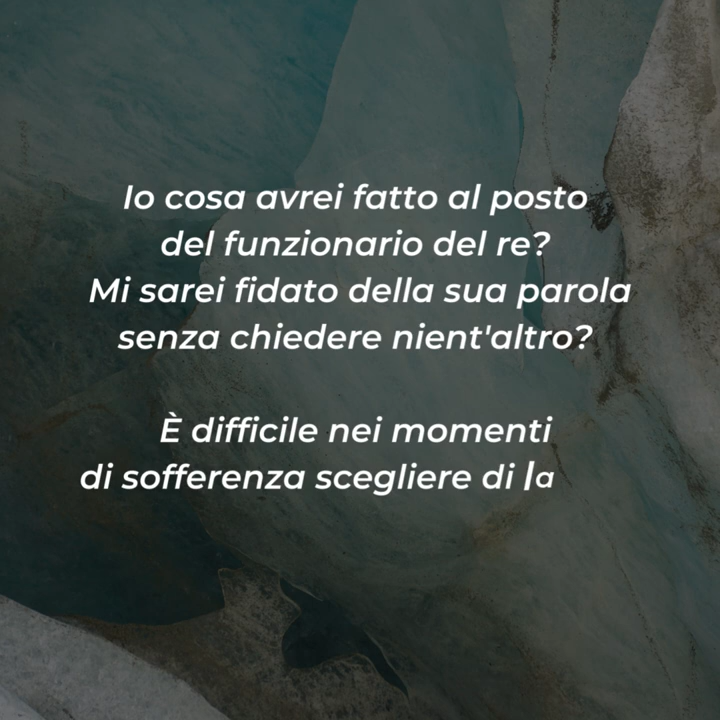 Io cosa avrei fatto al posto
del funzionario del re?
Mi sarei fidato della sua parola
senza chiedere nient'altro?
È difficile nei momenti
di sofferenza scegliere di la